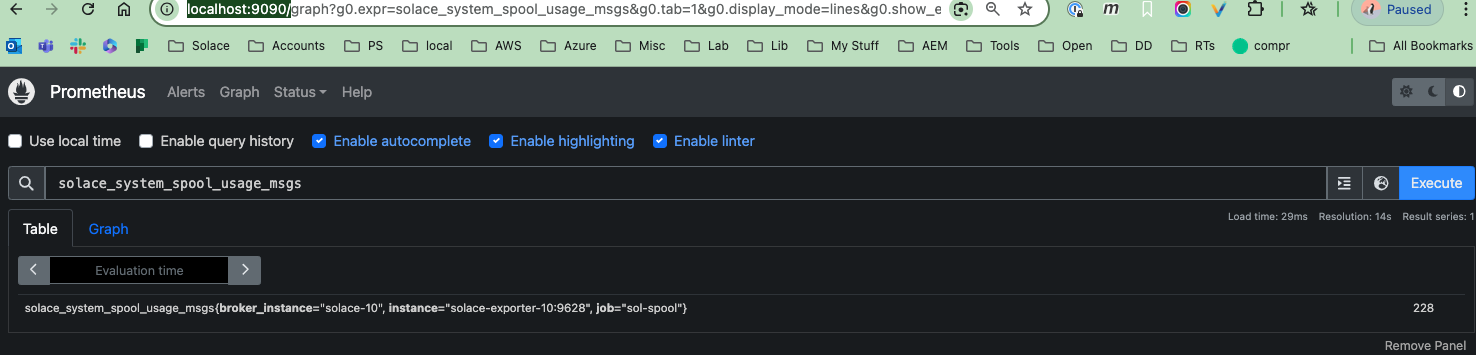 localhost:9090/graph?g0.expr=solace_system_spool_usage_msgs&g0.tab=1&g0.display_mode=lines&g0.show_e
Paused
Solace Accounts PS local AWS Azure Misc Lab Lib My Stuff AEM Tools Open DD RTs compr All Bookmarks
Prometheus Alerts Graph Status Help
Use local time Enable query history Enable autocomplete Enable highlighting Enable linter
solace_system_spool_usage_msgs
Execute
Table Graph
Load time: 29ms Resolution: 14s Result series: 1
Evaluation time
solace_system_spool_usage_msgs{broker_instance="solace-10", instance="solace-exporter-10:9628", job="sol-spool"} 228
Remove Panel